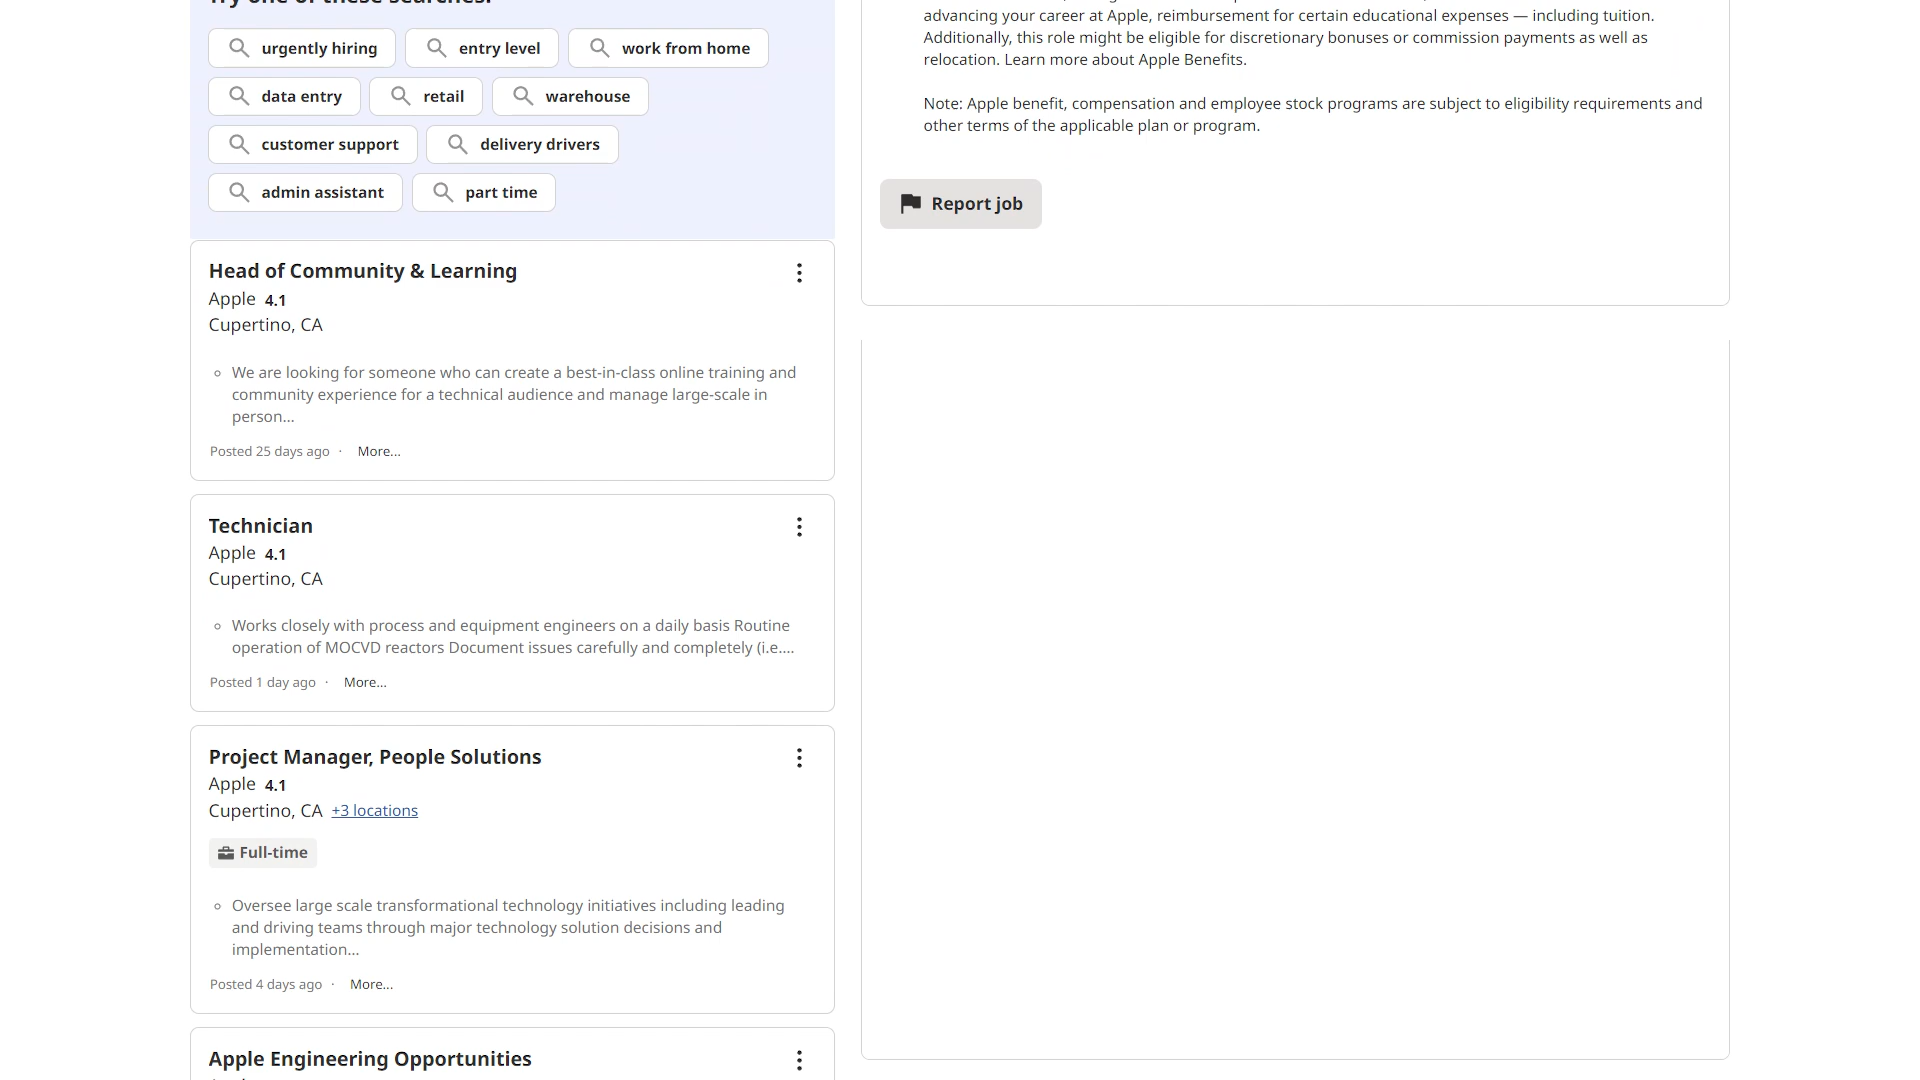 Try one of these searches:
urgently hiring
entry level
work from home
data entry
retail
warehouse
customer support
delivery drivers
admin assistant
part time
Head of Community & Learning
Apple 4.1
Cupertino, CA
We are looking for someone who can create a best-in-class online training and
community experience for a technical audience and manage large-scale in
person...
Posted 25 days ago · More...
Technician
Apple 4.1
Cupertino, CA
Works closely with process and equipment engineers on a daily basis Routine
operation of MOCVD reactors Document issues carefully and completely (i.e....
Posted 1 day ago · More...
Project Manager, People Solutions
Apple 4.1
Cupertino, CA +3 locations
Full-time
Oversee large scale transformational technology initiatives including leading
and driving teams through major technology solution decisions and
implementation...
Posted 4 days ago · More...
Apple Engineering Opportunities
advancing your career at Apple, reimbursement for certain educational expenses — including tuition.
Additionally, this role might be eligible for discretionary bonuses or commission payments as well as
relocation. Learn more about Apple Benefits.
Note: Apple benefit, compensation and employee stock programs are subject to eligibility requirements and
other terms of the applicable plan or program.
Report job